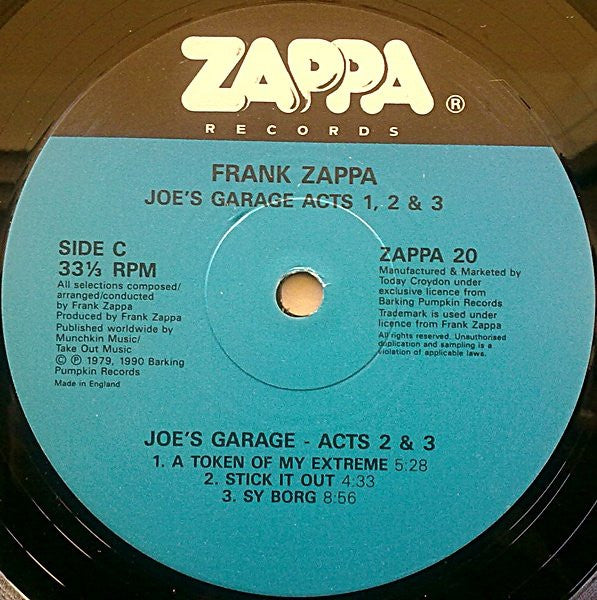 ZAPPA ®
RECORDS
FRANK ZAPPA
JOE'S GARAGE ACTS 1, 2 & 3
SIDE C
33⅓ RPM
All selections composed/
arranged/conducted
by Frank Zappa
Produced by Frank Zappa
Published worldwide by
Munchkin Music/
Take Out Music
© ℗ 1979, 1990 Barking
Pumpkin Records
Made in England
ZAPPA 20
Manufactured & Marketed by
Today Croydon under
exclusive licence from
Barking Pumpkin Records
Trademark is used under
licence from Frank Zappa
All rights reserved. Unauthorised
duplication and sampling is a
violation of applicable laws.
JOE'S GARAGE - ACTS 2 & 3
1. A TOKEN OF MY EXTREME 5:28
2. STICK IT OUT 4:33
3. SY BORG 8:56